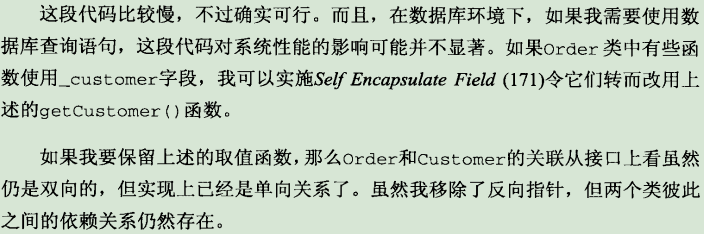 这段代码比较慢，不过确实可行。而且，在数据库环境下，如果我需要使用数
据库查询语句，这段代码对系统性能的影响可能并不显著。如果Order 类中有些函
数使用_customer字段，我可以实施Self Encapsulate Field (171)令它们转而改用上
述的getCustomer()函数。
如果我要保留上述的取值函数，那么Order和Customer的关联从接口上看虽然
仍是双向的，但实现上已经是单向关系了。虽然我移除了反向指针，但两个类彼此
之间的依赖关系仍然存在。